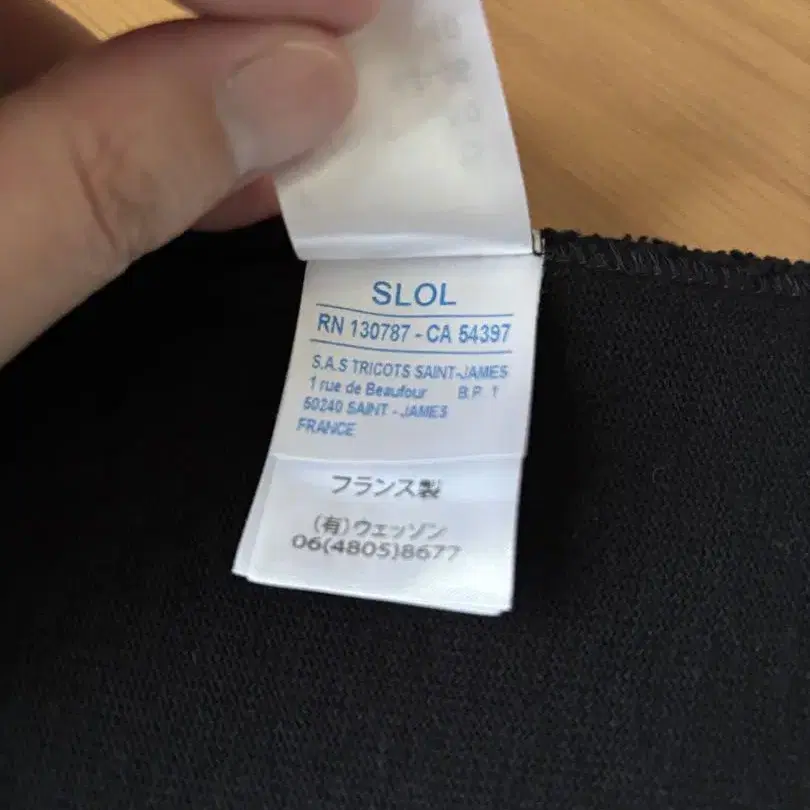 SLOL
RN 130787 - CA 54397
S.A.S TRICOTS SAINT-JAMES
1 rue de Beaufour B.P. 1
50240 SAINT - JAMES
FRANCE
フランス製
(有)ウェッゾン
06(4805)8677